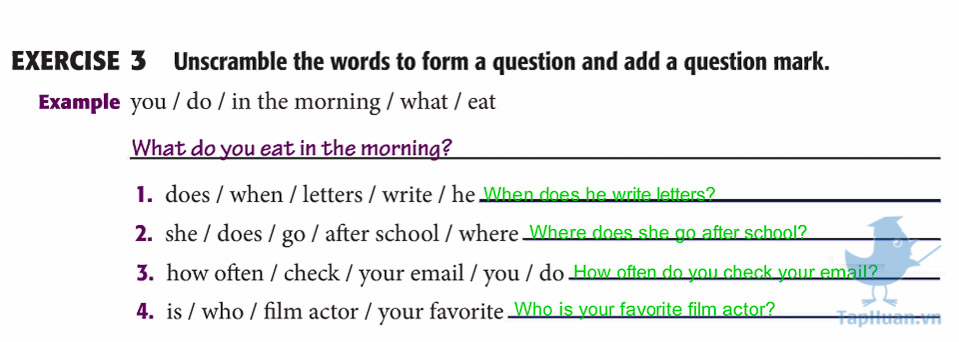 EXERCISE 3 Unscramble the words to form a question and add a question mark.
Example you / do / in the morning / what / eat
What do you eat in the morning?
1. does / when / letters / write / he When does he write letters?
2. she / does / go / after school / where Where does she go after school?
3. how often / check / your email / you / do How often do you check your email?
4. is / who / film actor / your favorite Who is your favorite film actor?
TapHuan.vn